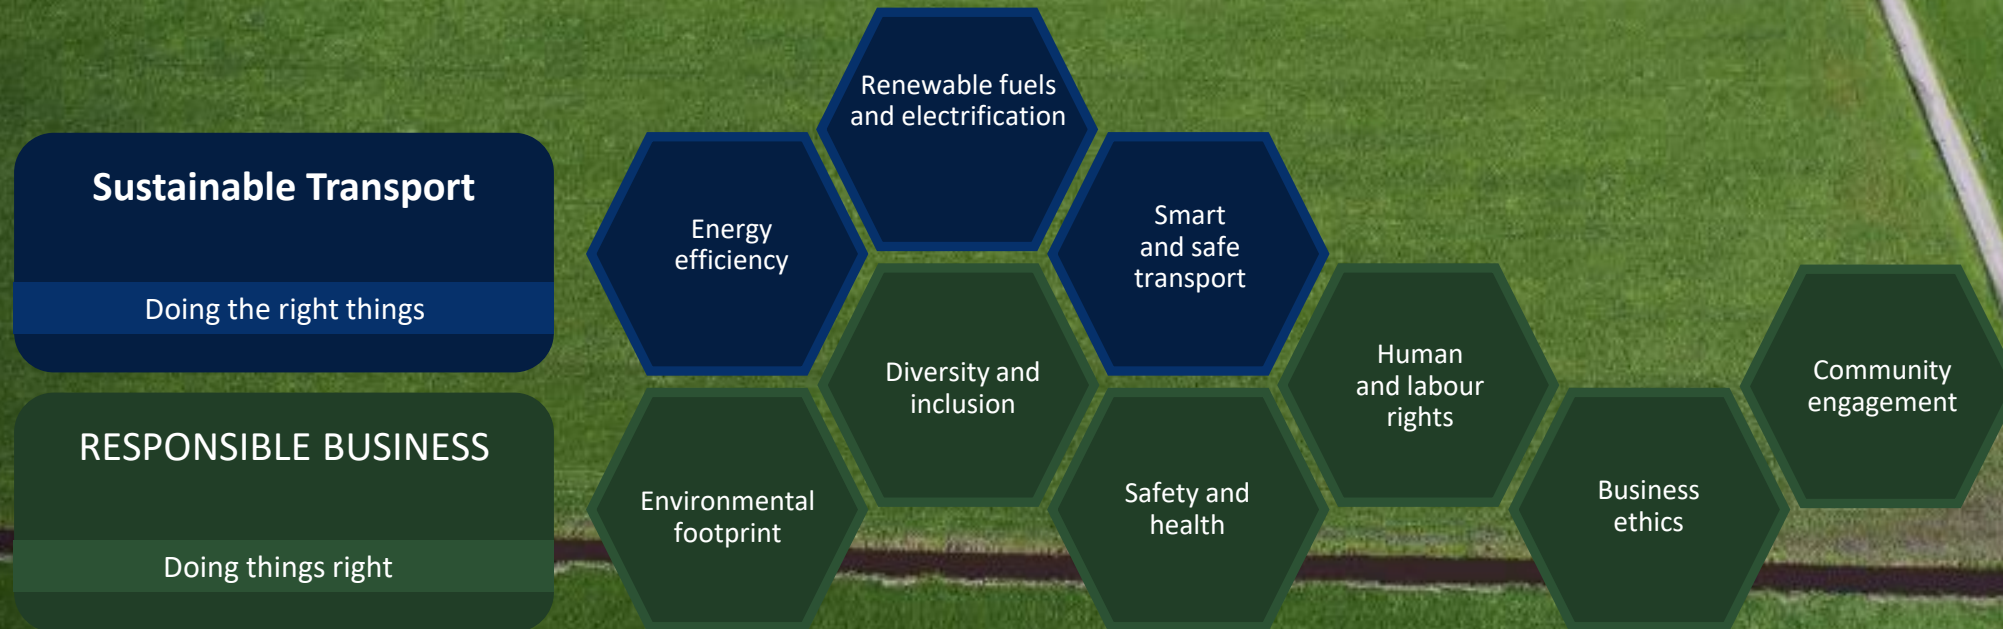 Sustainable Transport
Doing the right things
Renewable fuels
and electrification
Energy
efficiency
Smart
and safe
transport
RESPONSIBLE BUSINESS
Doing things right
Environmental
footprint
Diversity and
inclusion
Safety and
health
Human
and labour
rights
Business
ethics
Community
engagement